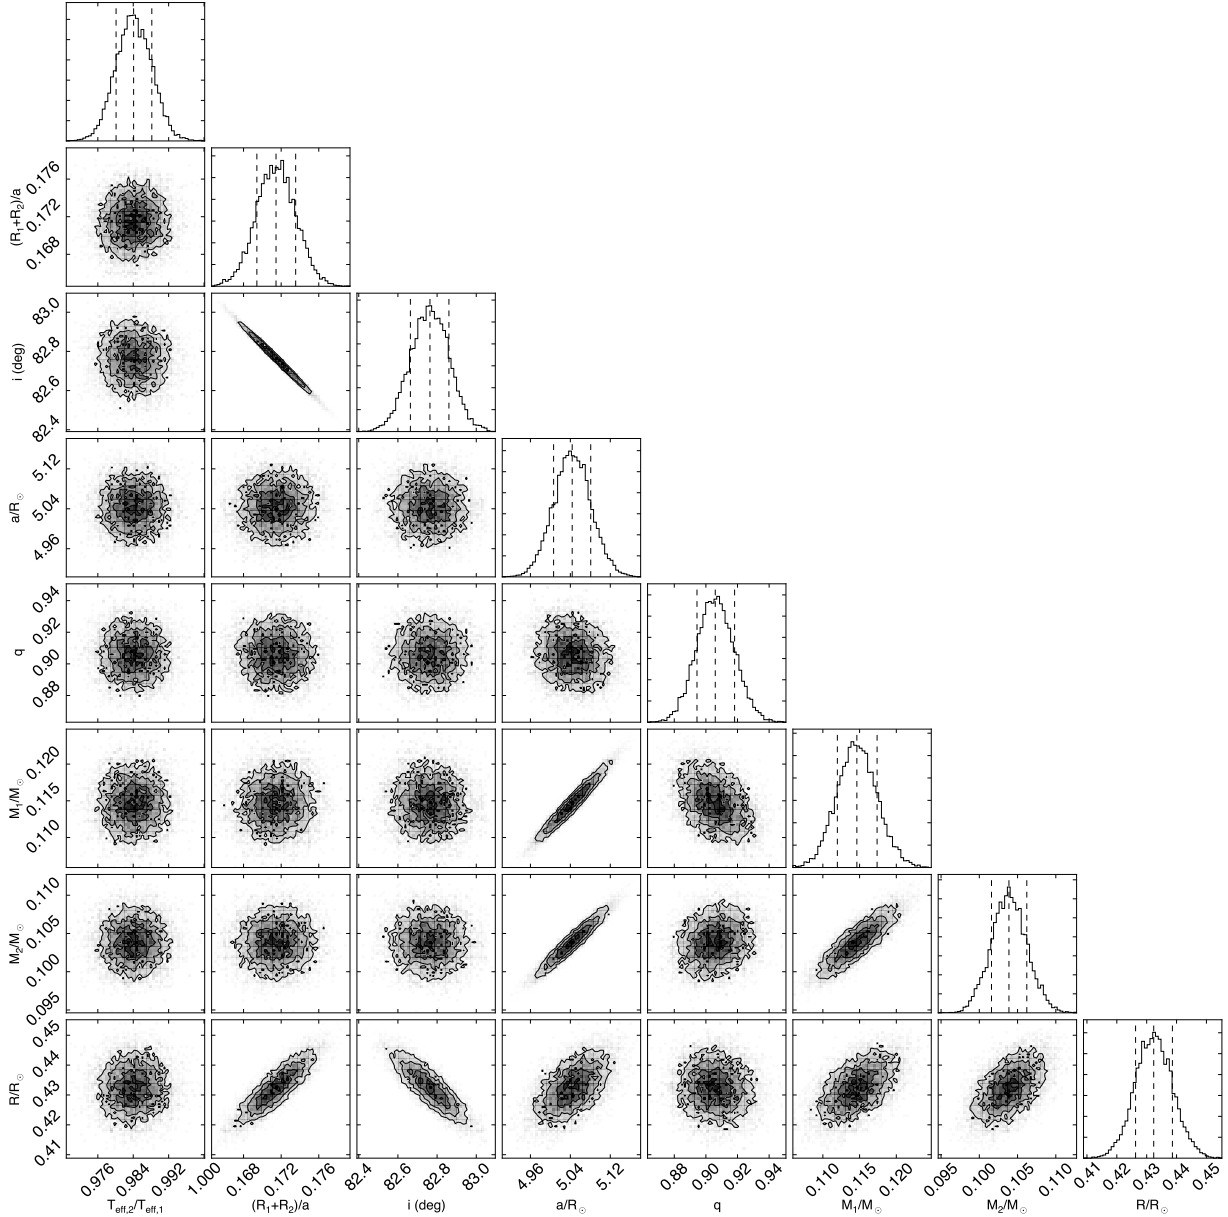 (R₁+R₂)/a
0.176
0.172
0.168
i (deg)
83.0
82.8
82.6
82.4
a/R☉
5.12
5.04
4.96
q
0.94
0.92
0.90
0.88
M₁/M☉
0.120
0.115
0.110
M₂/M☉
0.110
0.105
0.100
0.095
R/R☉
0.45
0.44
0.43
0.42
0.41
0.976 0.984 0.992 1.000
0.168 0.172 0.176
82.4 82.6 82.8 83.0
4.96 5.04 5.12
0.88 0.90 0.92 0.94
0.110 0.115 0.120
0.095 0.100 0.105 0.110
0.41 0.42 0.43 0.44 0.45
T_eff,2/T_eff,1
(R₁+R₂)/a
i (deg)
a/R☉
q
M₁/M☉
M₂/M☉
R/R☉